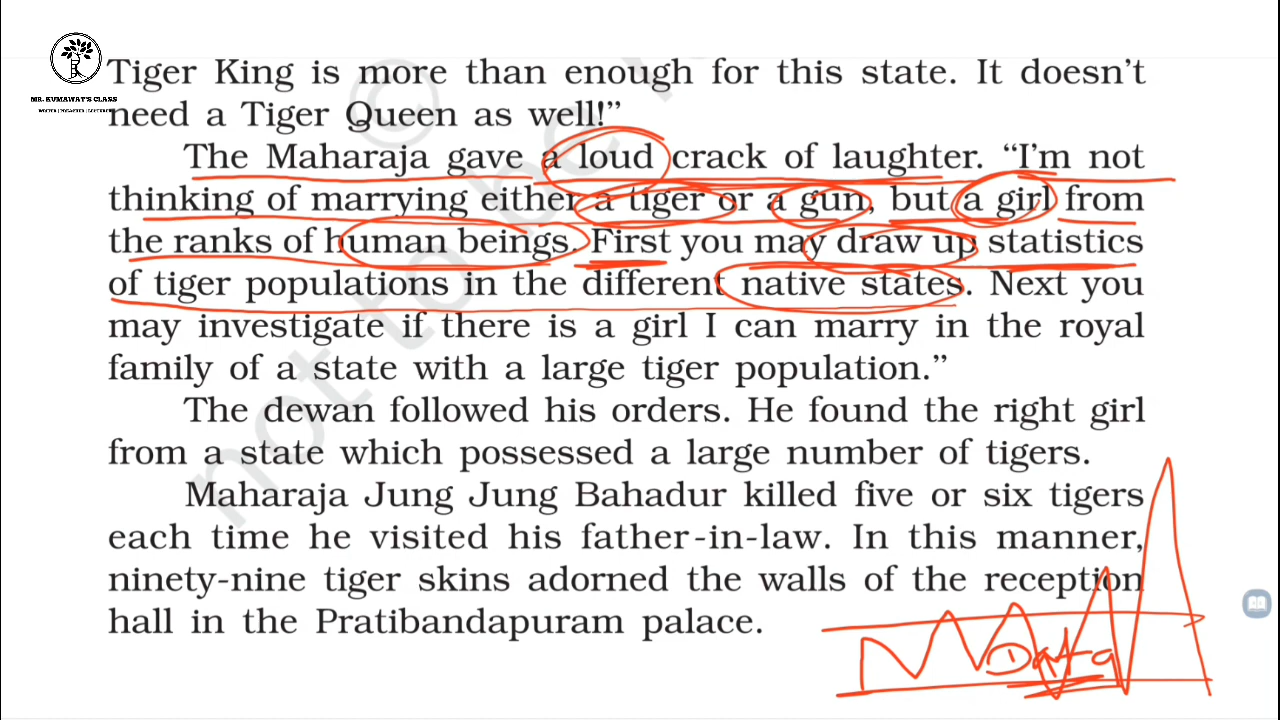 Tiger King is more than enough for this state. It doesn’t
need a Tiger Queen as well!”
The Maharaja gave a loud crack of laughter. “I’m not
thinking of marrying either a tiger or a gun, but a girl from
the ranks of human beings. First you may draw up statistics
of tiger populations in the different native states. Next you
may investigate if there is a girl I can marry in the royal
family of a state with a large tiger population.”
The dewan followed his orders. He found the right girl
from a state which possessed a large number of tigers.
Maharaja Jung Jung Bahadur killed five or six tigers
each time he visited his father-in-law. In this manner,
ninety-nine tiger skins adorned the walls of the reception
hall in the Pratibandapuram palace.
MR. KUMAWAT'S CLASS
Data
©
not to be